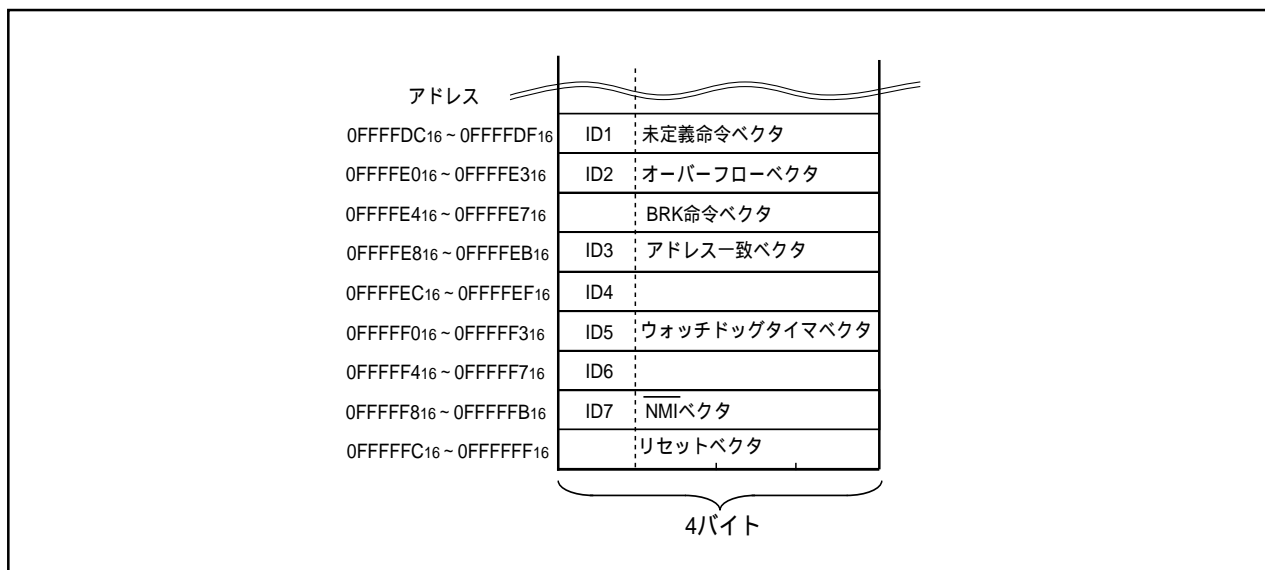 アドレス
0FFFFDC16 ~ 0FFFFDF16 ID1 未定義命令ベクタ
0FFFFE016 ~ 0FFFFE316 ID2 オーバーフローベクタ
0FFFFE416 ~ 0FFFFE716 BRK命令ベクタ
0FFFFE816 ~ 0FFFFEB16 ID3 アドレス一致ベクタ
0FFFFEC16 ~ 0FFFFEF16 ID4
0FFFFF016 ~ 0FFFFF316 ID5 ウォッチドッグタイマベクタ
0FFFFF416 ~ 0FFFFF716 ID6
0FFFFF816 ~ 0FFFFFB16 ID7 NMIベクタ
0FFFFFC16 ~ 0FFFFFF16 リセットベクタ
4バイト